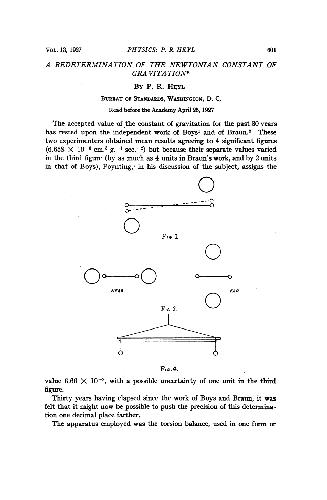 VOL. 13, 1927 PHYSICS: P. R. HEYL 601
A REDETERMINATION OF THE NEWTONIAN CONSTANT OF
GRAVITATION*
BY P. R. HEYL
BUREAU OF STANDARDS, WASHINGTON, D. C.
Read before the Academy April 26, 1927
The accepted value of the constant of gravitation for the past 30 years
has rested upon the independent work of Boys¹ and of Braun.² These
two experimenters obtained mean results agreeing to 4 significant figures
(6.658 × 10⁻⁸ cm.³ g.⁻¹ sec.⁻²) but because their separate values varied
in the third figure (by as much as 4 units in Braun's work, and by 2 units
in that of Boys), Poynting, in his discussion of the subject, assigns the
FIG. 1.
NEAR FAR
FIG. 2.
FIG. 4.
value 6.66 × 10⁻⁸, with a possible uncertainty of one unit in the third
figure.
Thirty years having elapsed since the work of Boys and Braun, it was
felt that it might now be possible to push the precision of this determina-
tion one decimal place farther.
The apparatus employed was the torsion balance, used in one form or